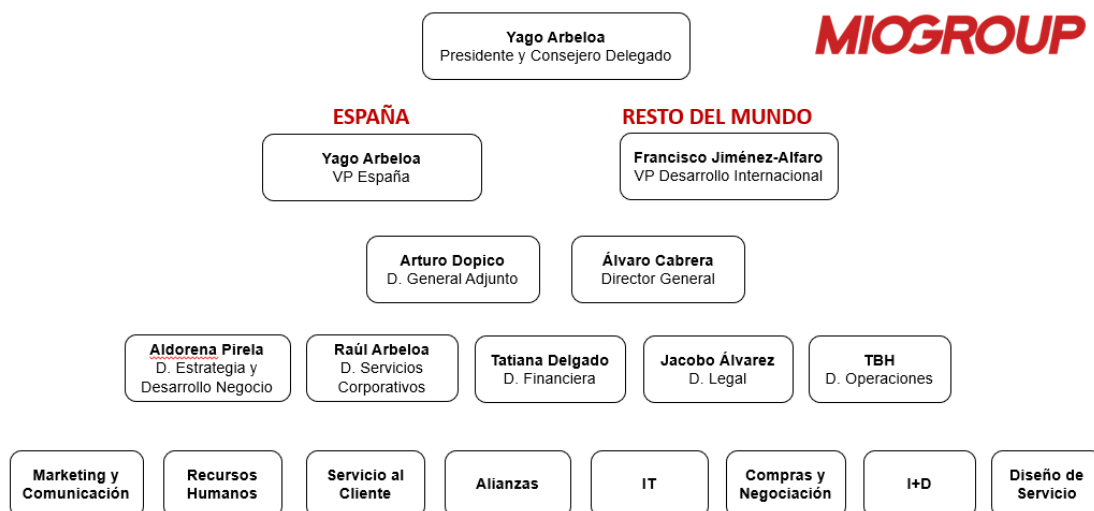 MIOGROUP
Yago Arbeloa
Presidente y Consejero Delegado
ESPAÑA
RESTO DEL MUNDO
Yago Arbeloa
VP España
Francisco Jiménez-Alfaro
VP Desarrollo Internacional
Arturo Dopico
D. General Adjunto
Álvaro Cabrera
Director General
Aldorena Pirela
D. Estrategia y
Desarrollo Negocio
Raúl Arbeloa
D. Servicios
Corporativos
Tatiana Delgado
D. Financiera
Jacobo Álvarez
D. Legal
TBH
D. Operaciones
Marketing y
Comunicación
Recursos
Humanos
Servicio al
Cliente
Alianzas
IT
Compras y
Negociación
I+D
Diseño de
Servicio